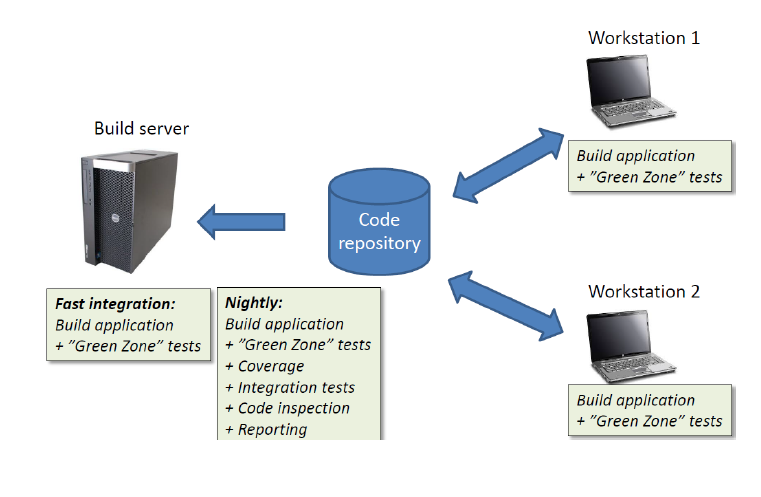 Workstation 1
Build server
Build application
+ ”Green Zone” tests
Code
repository
Workstation 2
Fast integration:
Build application
+ ”Green Zone” tests
Nightly:
Build application
+ ”Green Zone” tests
+ Coverage
+ Integration tests
+ Code inspection
+ Reporting
Build application
+ ”Green Zone” tests